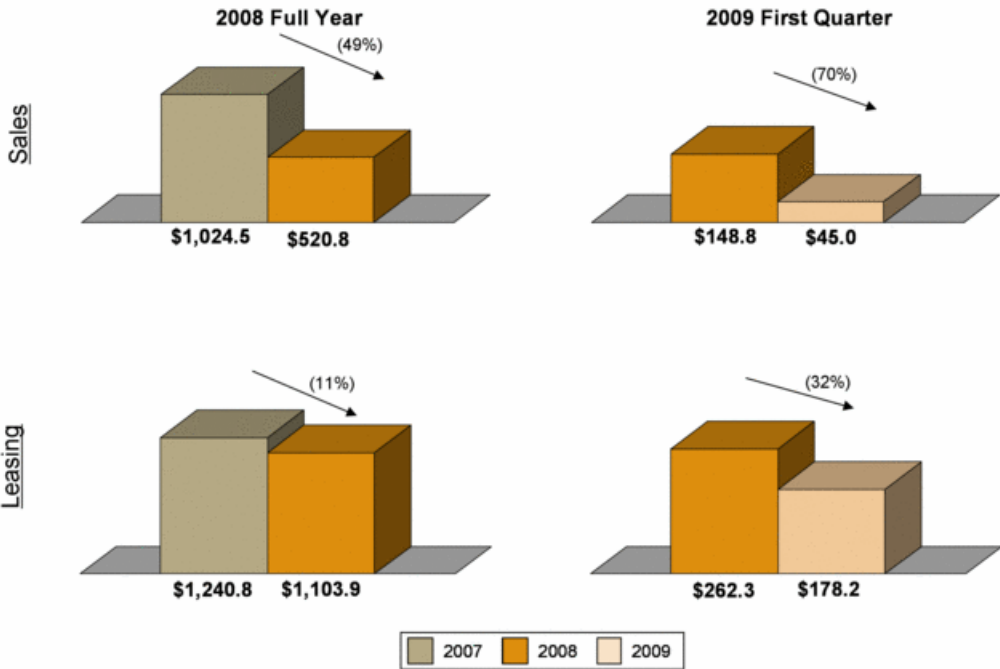 2008 Full Year
2009 First Quarter
Sales
(49%)
(70%)
$1,024.5 $520.8
$148.8 $45.0
Leasing
(11%)
(32%)
$1,240.8 $1,103.9
$262.3 $178.2
2007 2008 2009